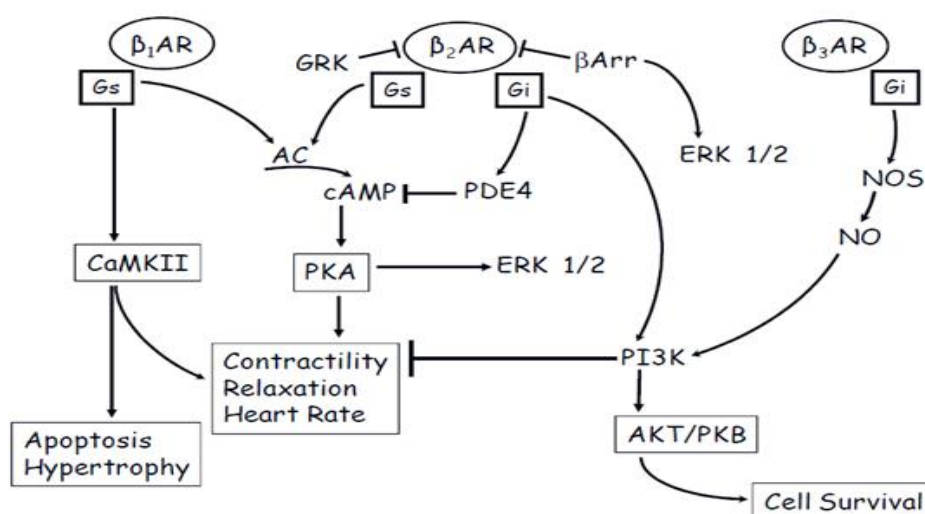 β₁AR
β₂AR
β₃AR
GRK
βArr
Gs
Gs
Gi
Gi
AC
ERK 1/2
cAMP
PDE4
NOS
NO
CaMKII
PKA
ERK 1/2
Contractility
Relaxation
Heart Rate
PI3K
Apoptosis
Hypertrophy
AKT/PKB
Cell Survival